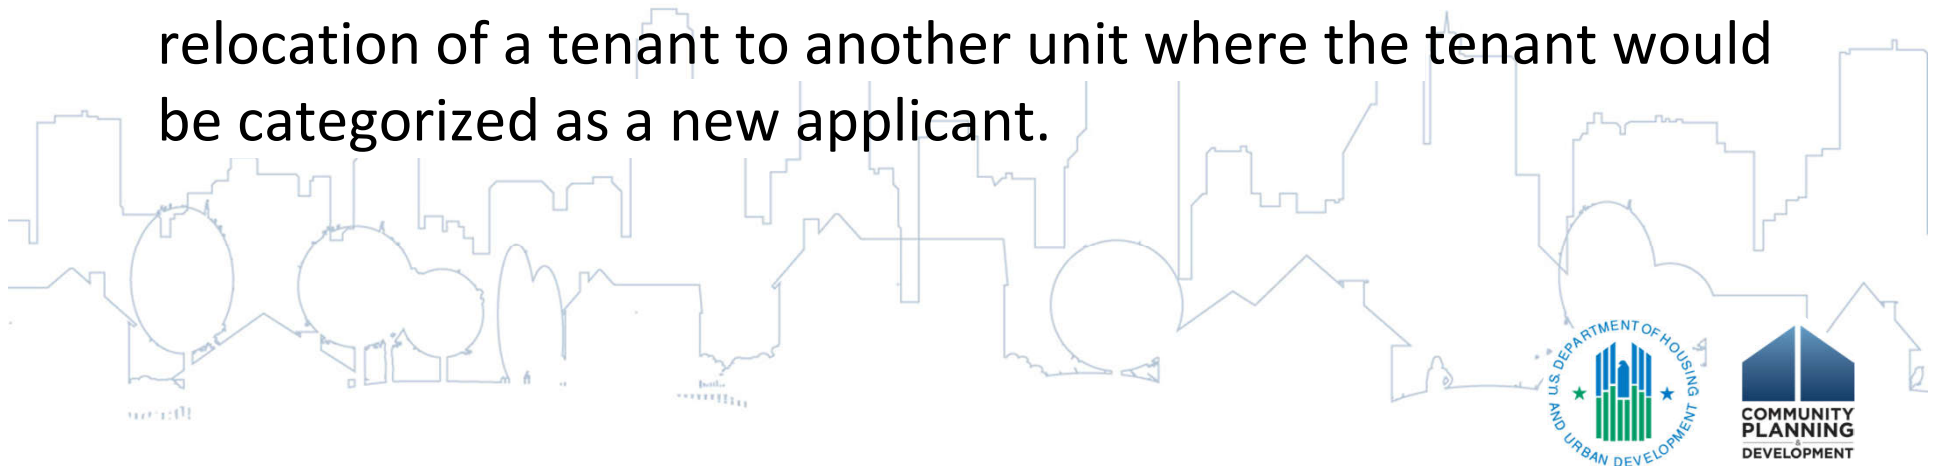 relocation of a tenant to another unit where the tenant would
be categorized as a new applicant.
U.S. DEPARTMENT OF HOUSING
AND URBAN DEVELOPMENT
COMMUNITY
PLANNING
&
DEVELOPMENT